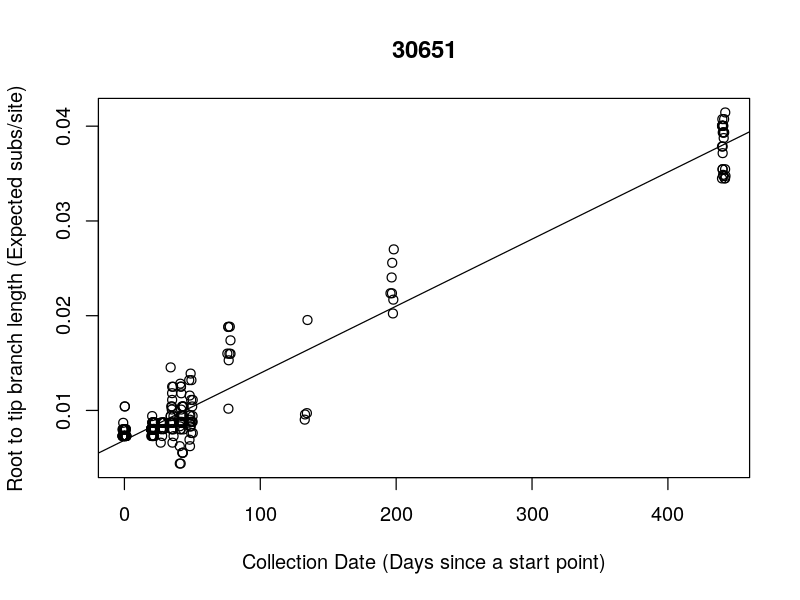 30651
Root to tip branch length (Expected subs/site)
0.04
0.03
0.02
0.01
0 100 200 300 400
Collection Date (Days since a start point)